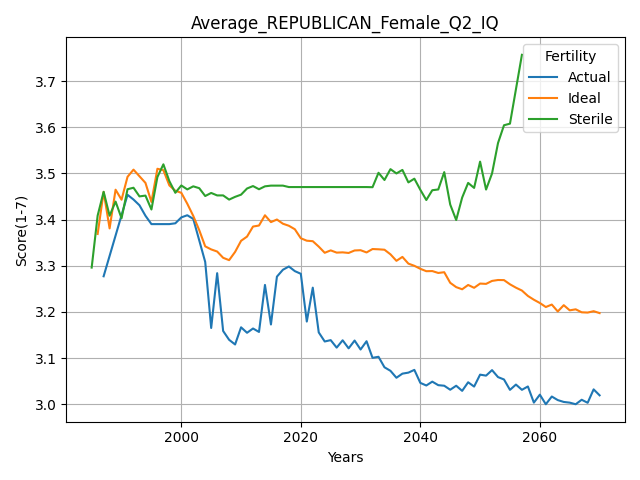 Average_REPUBLICAN_Female_Q2_IQ
Fertility
Actual
Ideal
Sterile
Score(1-7)
3.7
3.6
3.5
3.4
3.3
3.2
3.1
3.0
2000 2020 2040 2060
Years